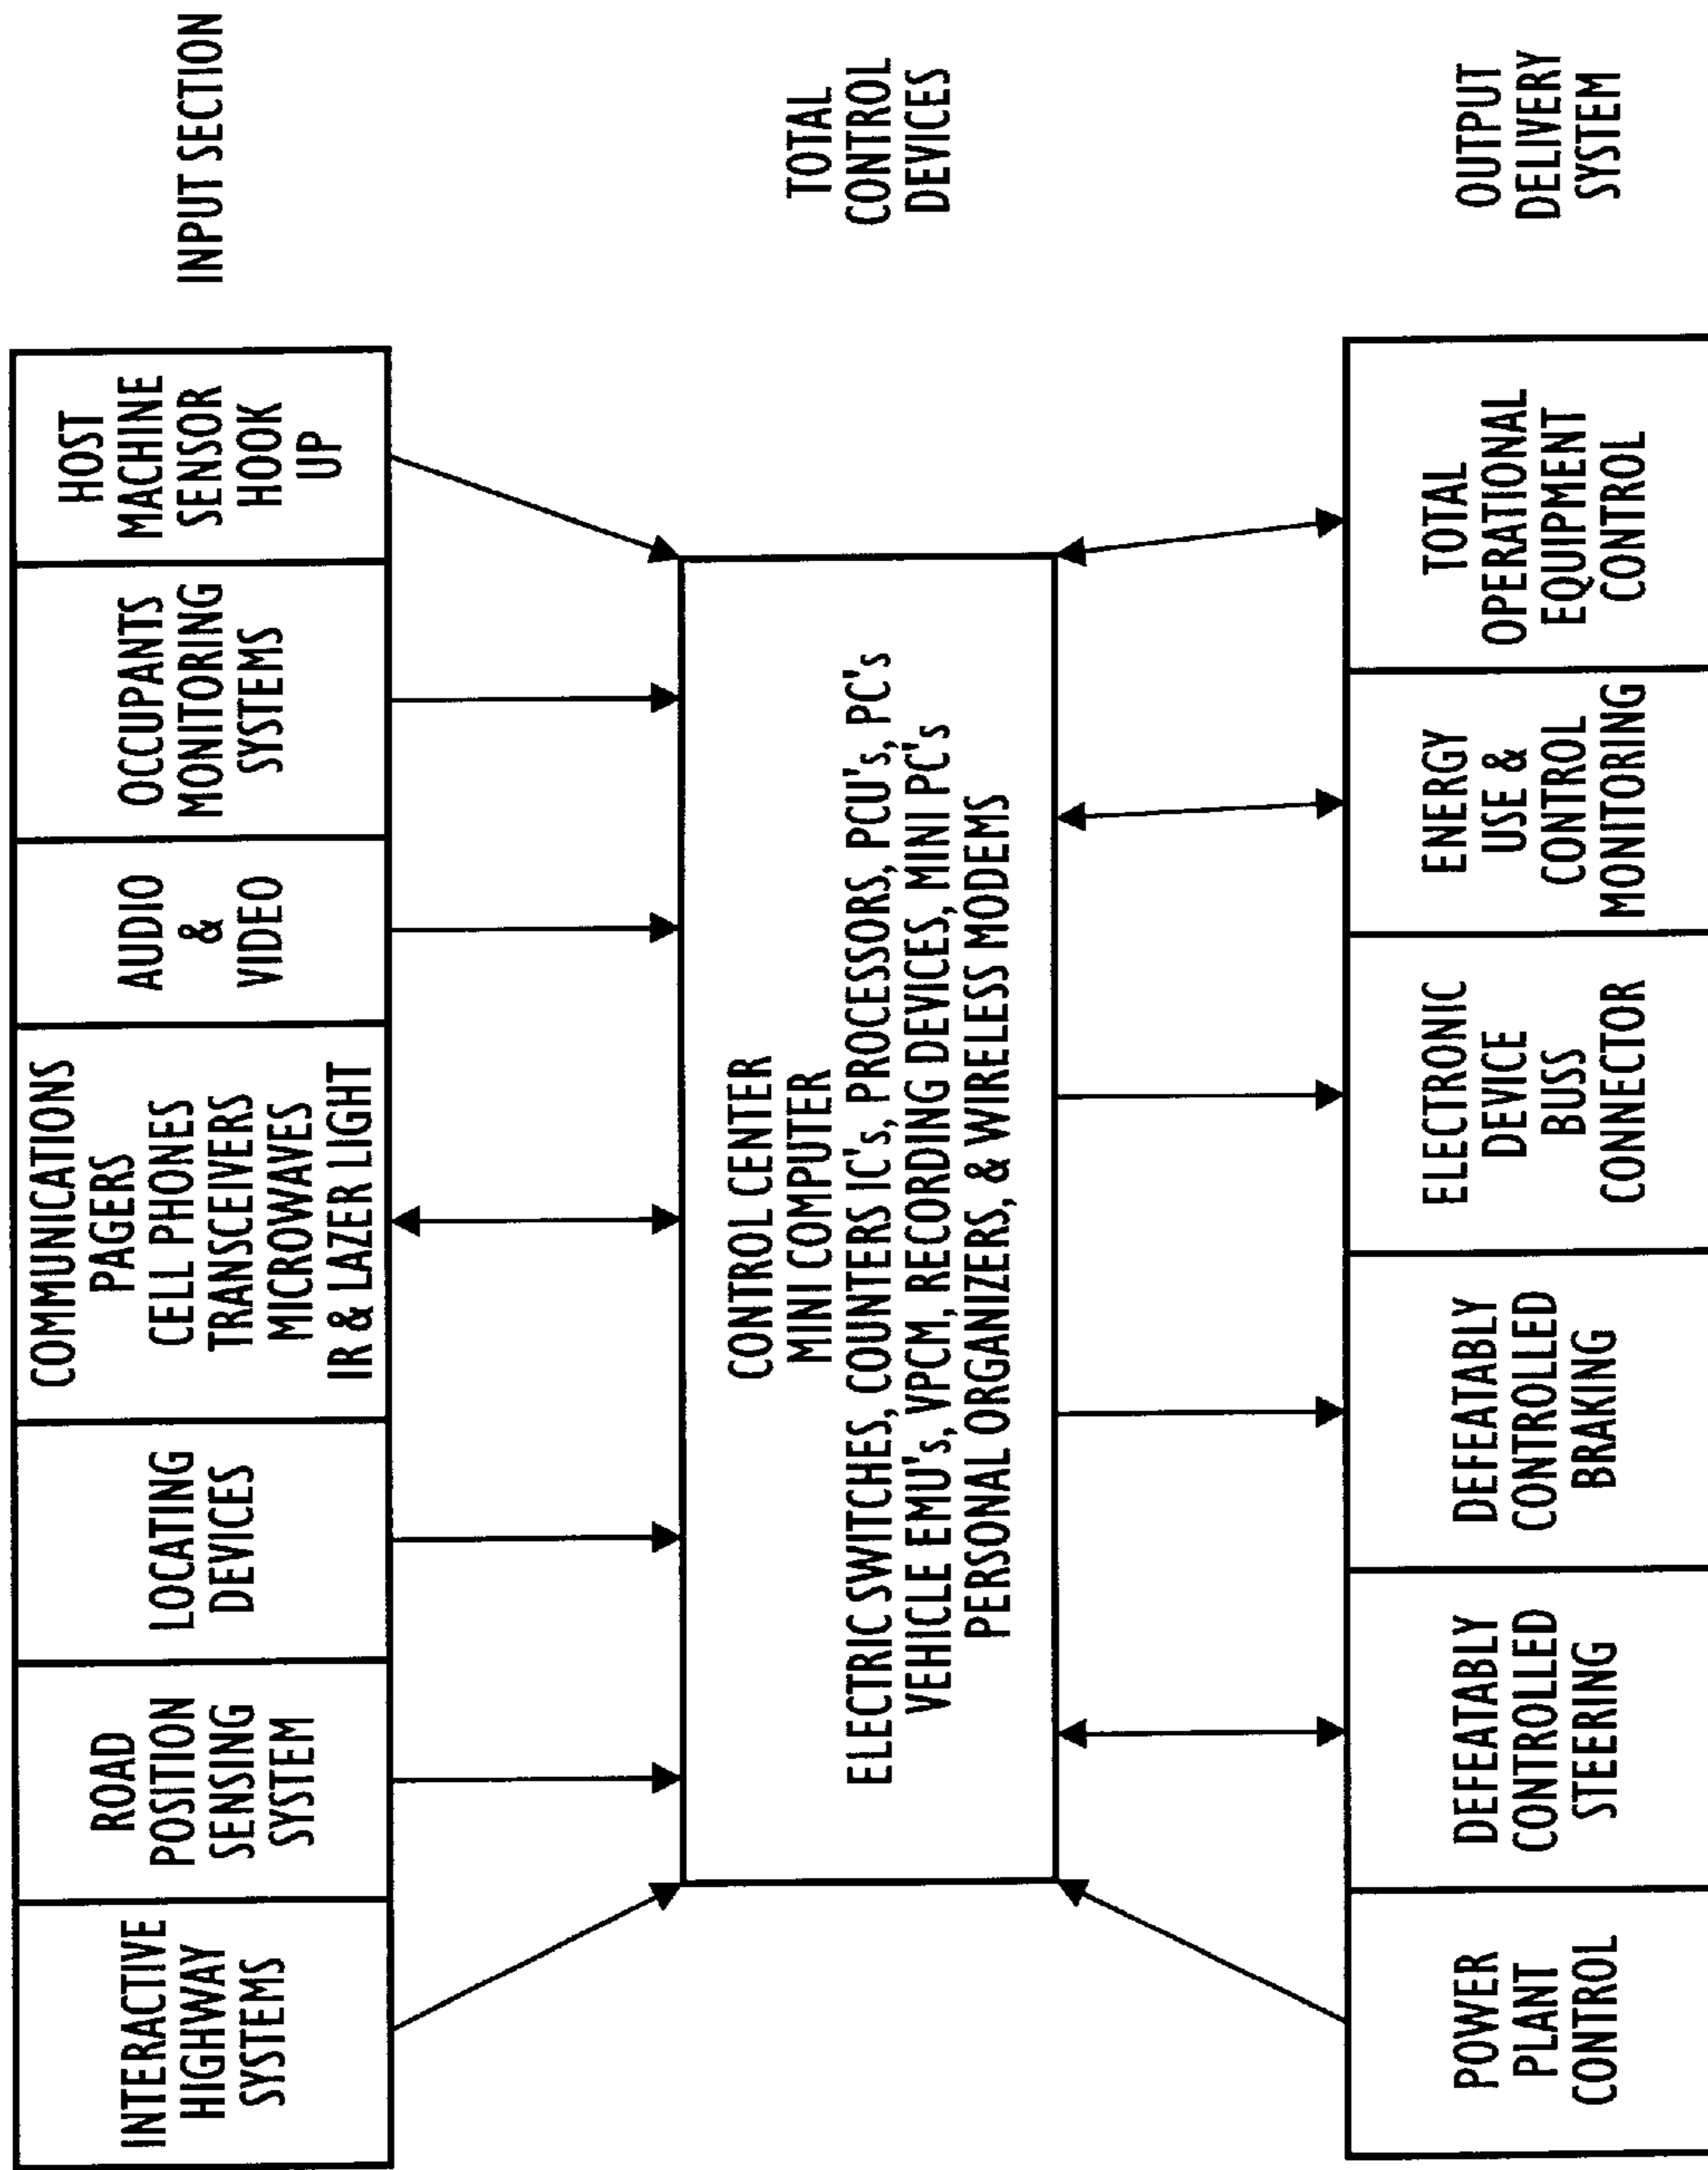 INTERACTIVE
HIGHWAY
SYSTEMS
ROAD
POSITION
SENSING
SYSTEM
LOCATING
DEVICES
COMMUNICATIONS
PAGERS
CELL PHONES
TRANSCEIVERS
MICROWAVES
IR & LAZER LIGHT
AUDIO
&
VIDEO
OCCUPANTS
MONITORING
SYSTEMS
HOST
MACHINE
SENSOR
HOOK
UP
INPUT SECTION
CONTROL CENTER
MINI COMPUTER
ELECTRIC SWITCHES, COUNTERS IC's, PROCESSORS, PCU's, PC's
VEHICLE EMU's, VPCM, RECORDING DEVICES, MINI PC's
PERSONAL ORGANIZERS, & WIRELESS MODEMS
TOTAL
CONTROL
DEVICES
POWER
PLANT
CONTROL
DEFEATABLY
CONTROLLED
STEERING
DEFEATABLY
CONTROLLED
BRAKING
ELECTRONIC
DEVICE
BUSS
CONNECTOR
ENERGY
USE &
CONTROL
MONITORING
TOTAL
OPERATIONAL
EQUIPMENT
CONTROL
OUTPUT
DELIVERY
SYSTEM